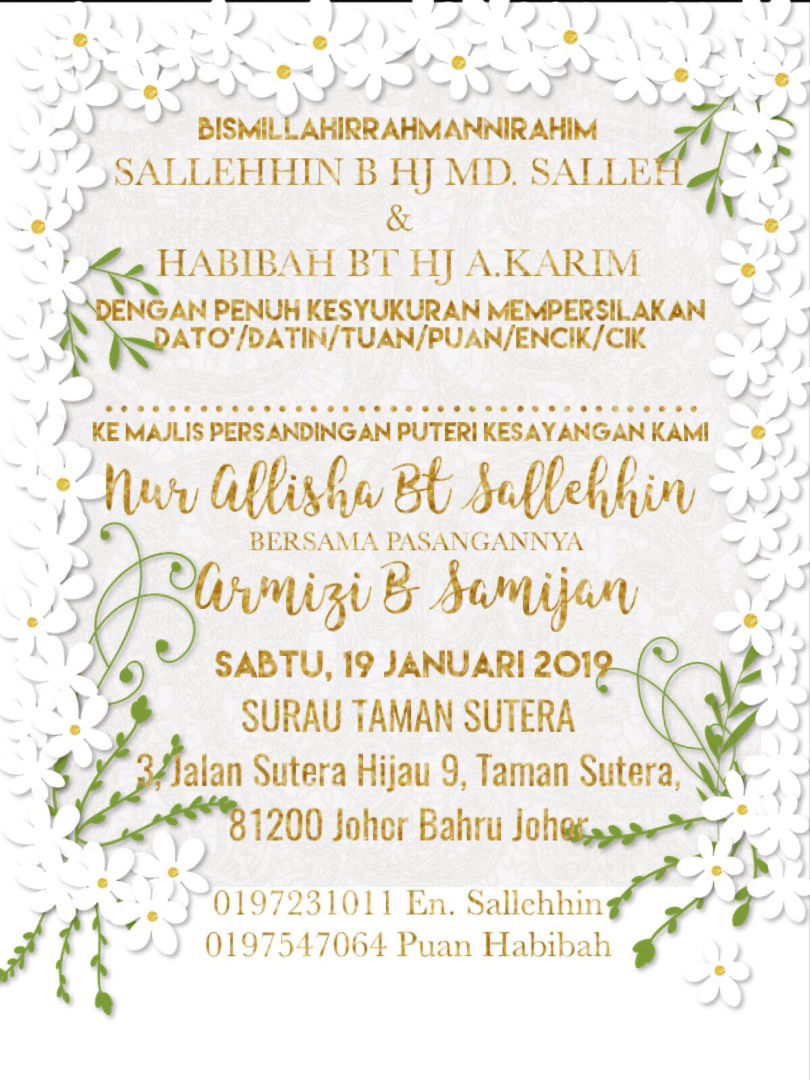 BISMILLAHIRRAHMANNIRAHIM
SALLEHHIN B HJ MD. SALLEH
&
HABIBAH BT HJ A.KARIM
DENGAN PENUH KESYUKURAN MEMPERSILAKAN
DATO'/DATIN/TUAN/PUAN/ENCIK/CIK
KE MAJLIS PERSANDINGAN PUTERI KESAYANGAN KAMI
Nur Allisha Bt Sallehhin
BERSAMA PASANGANNYA
Armizi B Samijan
SABTU, 19 JANUARI 2019
SURAU TAMAN SUTERA
3, Jalan Sutera Hijau 9, Taman Sutera,
81200 Johor Bahru Johor
0197231011 En. Sallehhin
0197547064 Puan Habibah